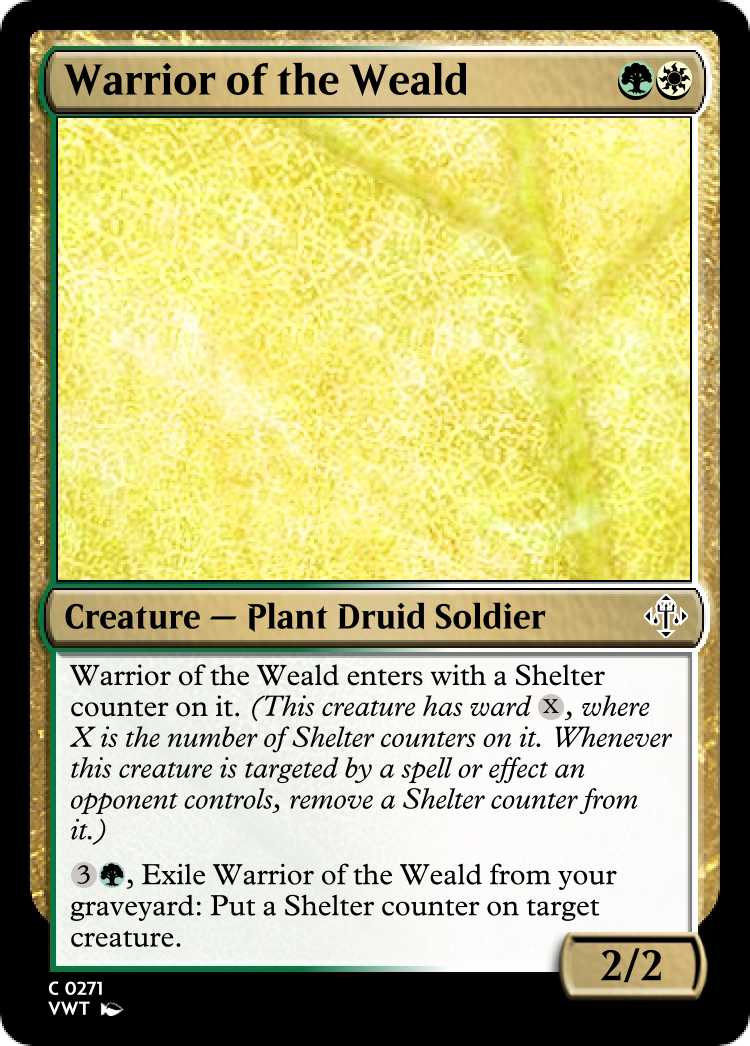 Warrior of the Weald
Creature — Plant Druid Soldier
Warrior of the Weald enters with a Shelter
counter on it. (This creature has ward X, where
X is the number of Shelter counters on it. Whenever
this creature is targeted by a spell or effect an
opponent controls, remove a Shelter counter from
it.)
3, Exile Warrior of the Weald from your
graveyard: Put a Shelter counter on target
creature.
2/2
C 0271
VWT